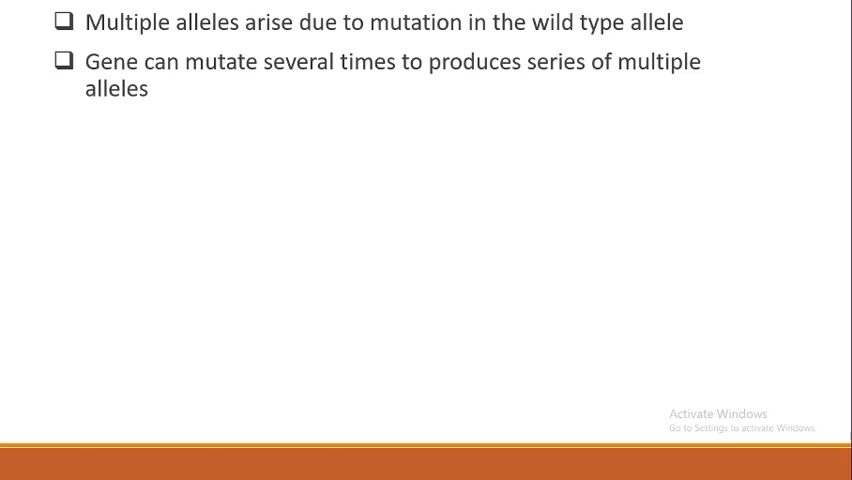 Multiple alleles arise due to mutation in the wild type allele
Gene can mutate several times to produces series of multiple
alleles
Activate Windows
Go to Settings to activate Windows.